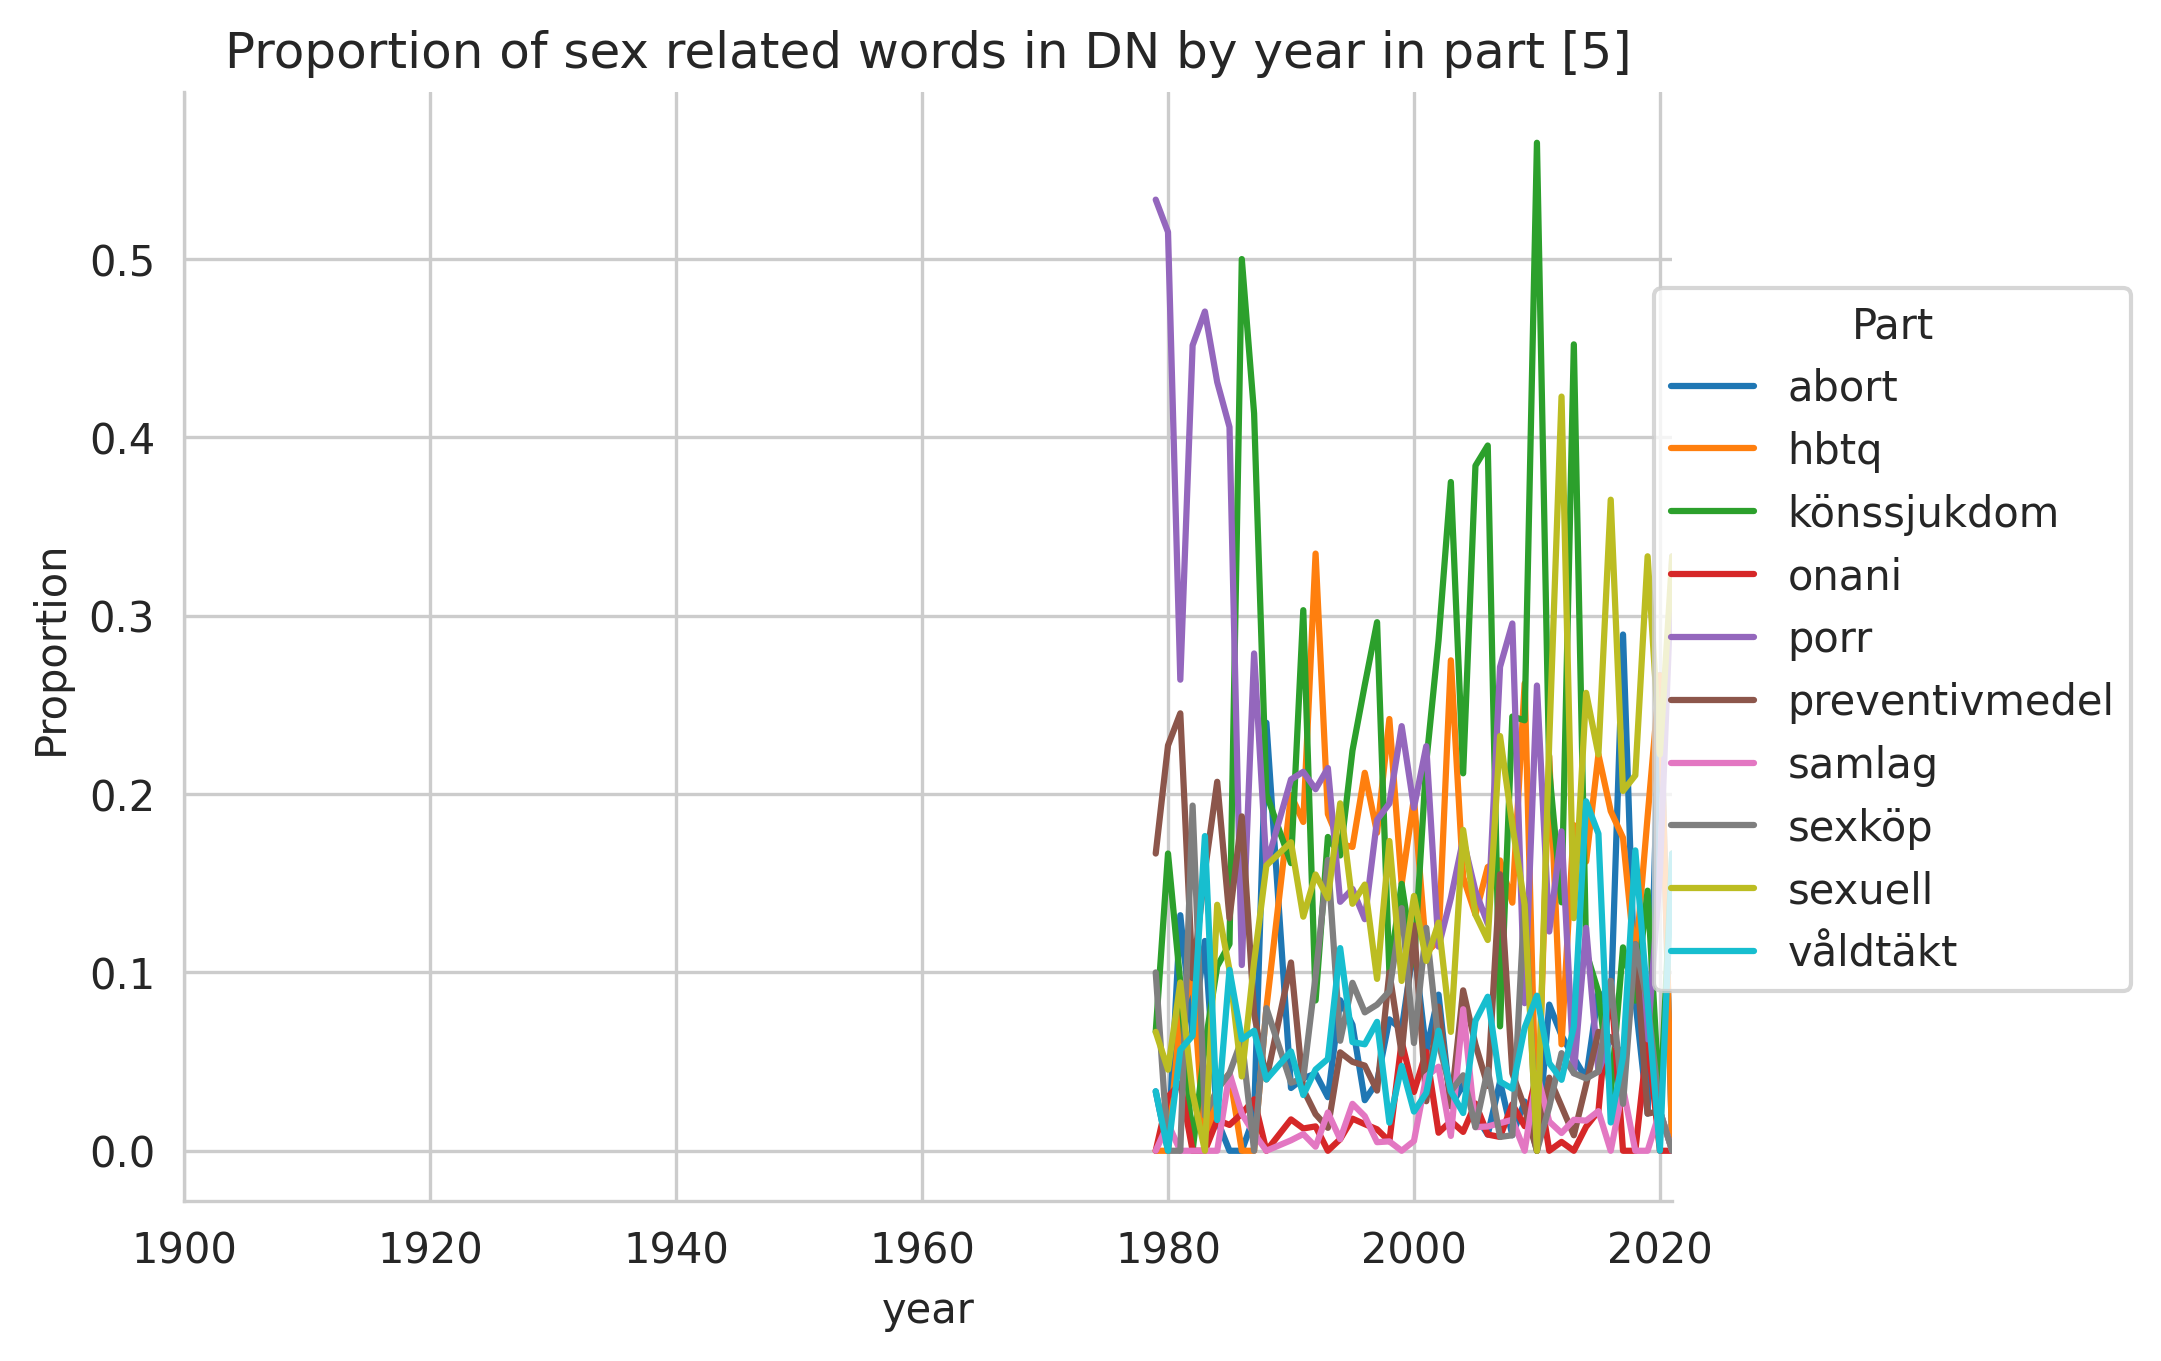 Proportion of sex related words in DN by year in part [5]
Proportion
0.5
0.4
0.3
0.2
0.1
0.0
1900 1920 1940 1960 1980 2000 2020
year
Part
abort
hbtq
könssjukdom
onani
porr
preventivmedel
samlag
sexköp
sexuell
våldtäkt